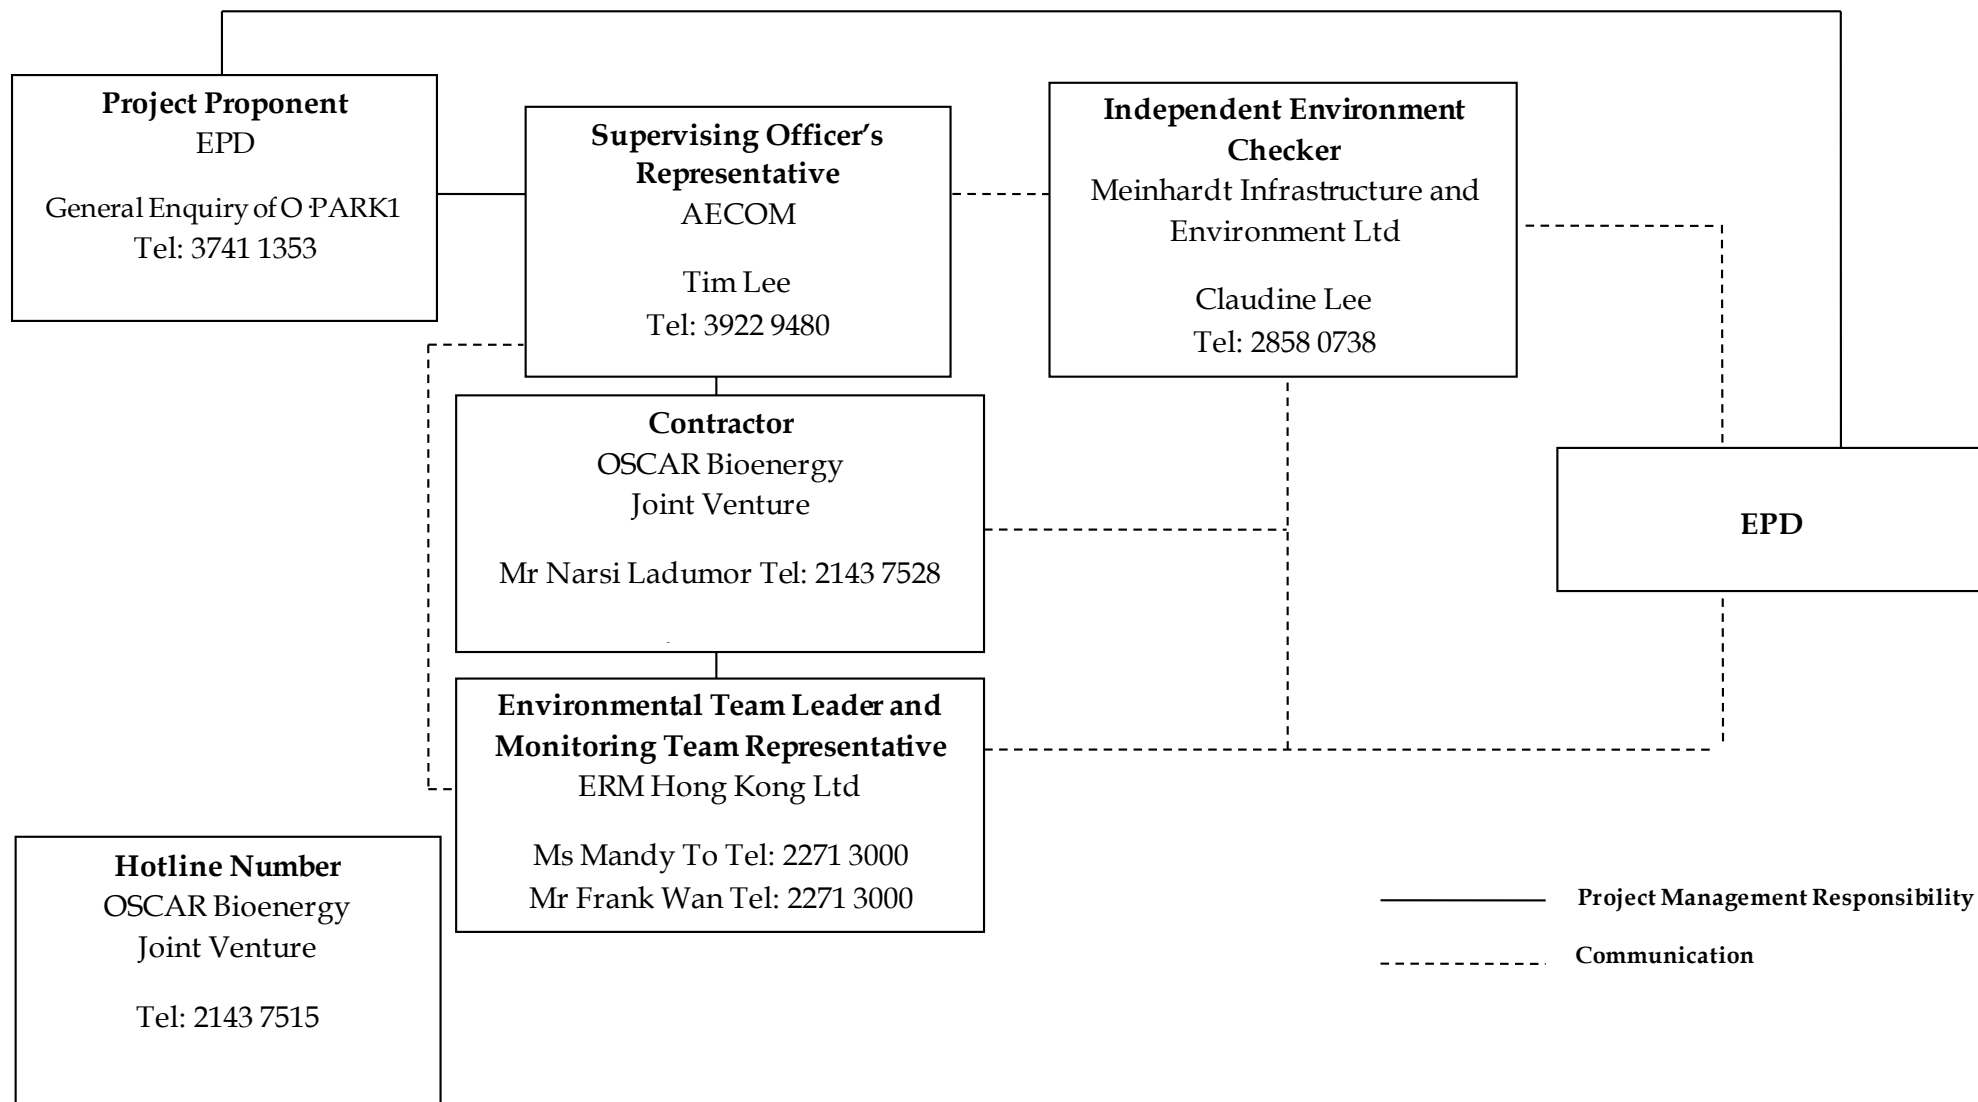 Project Proponent
EPD
General Enquiry of O·PARK1
Tel: 3741 1353
Supervising Officer’s
Representative
AECOM
Tim Lee
Tel: 3922 9480
Independent Environment
Checker
Meinhardt Infrastructure and
Environment Ltd
Claudine Lee
Tel: 2858 0738
Contractor
OSCAR Bioenergy
Joint Venture
Mr Narsi Ladumor Tel: 2143 7528
EPD
Environmental Team Leader and
Monitoring Team Representative
ERM Hong Kong Ltd
Ms Mandy To Tel: 2271 3000
Mr Frank Wan Tel: 2271 3000
Hotline Number
OSCAR Bioenergy
Joint Venture
Tel: 2143 7515
Project Management Responsibility
Communication